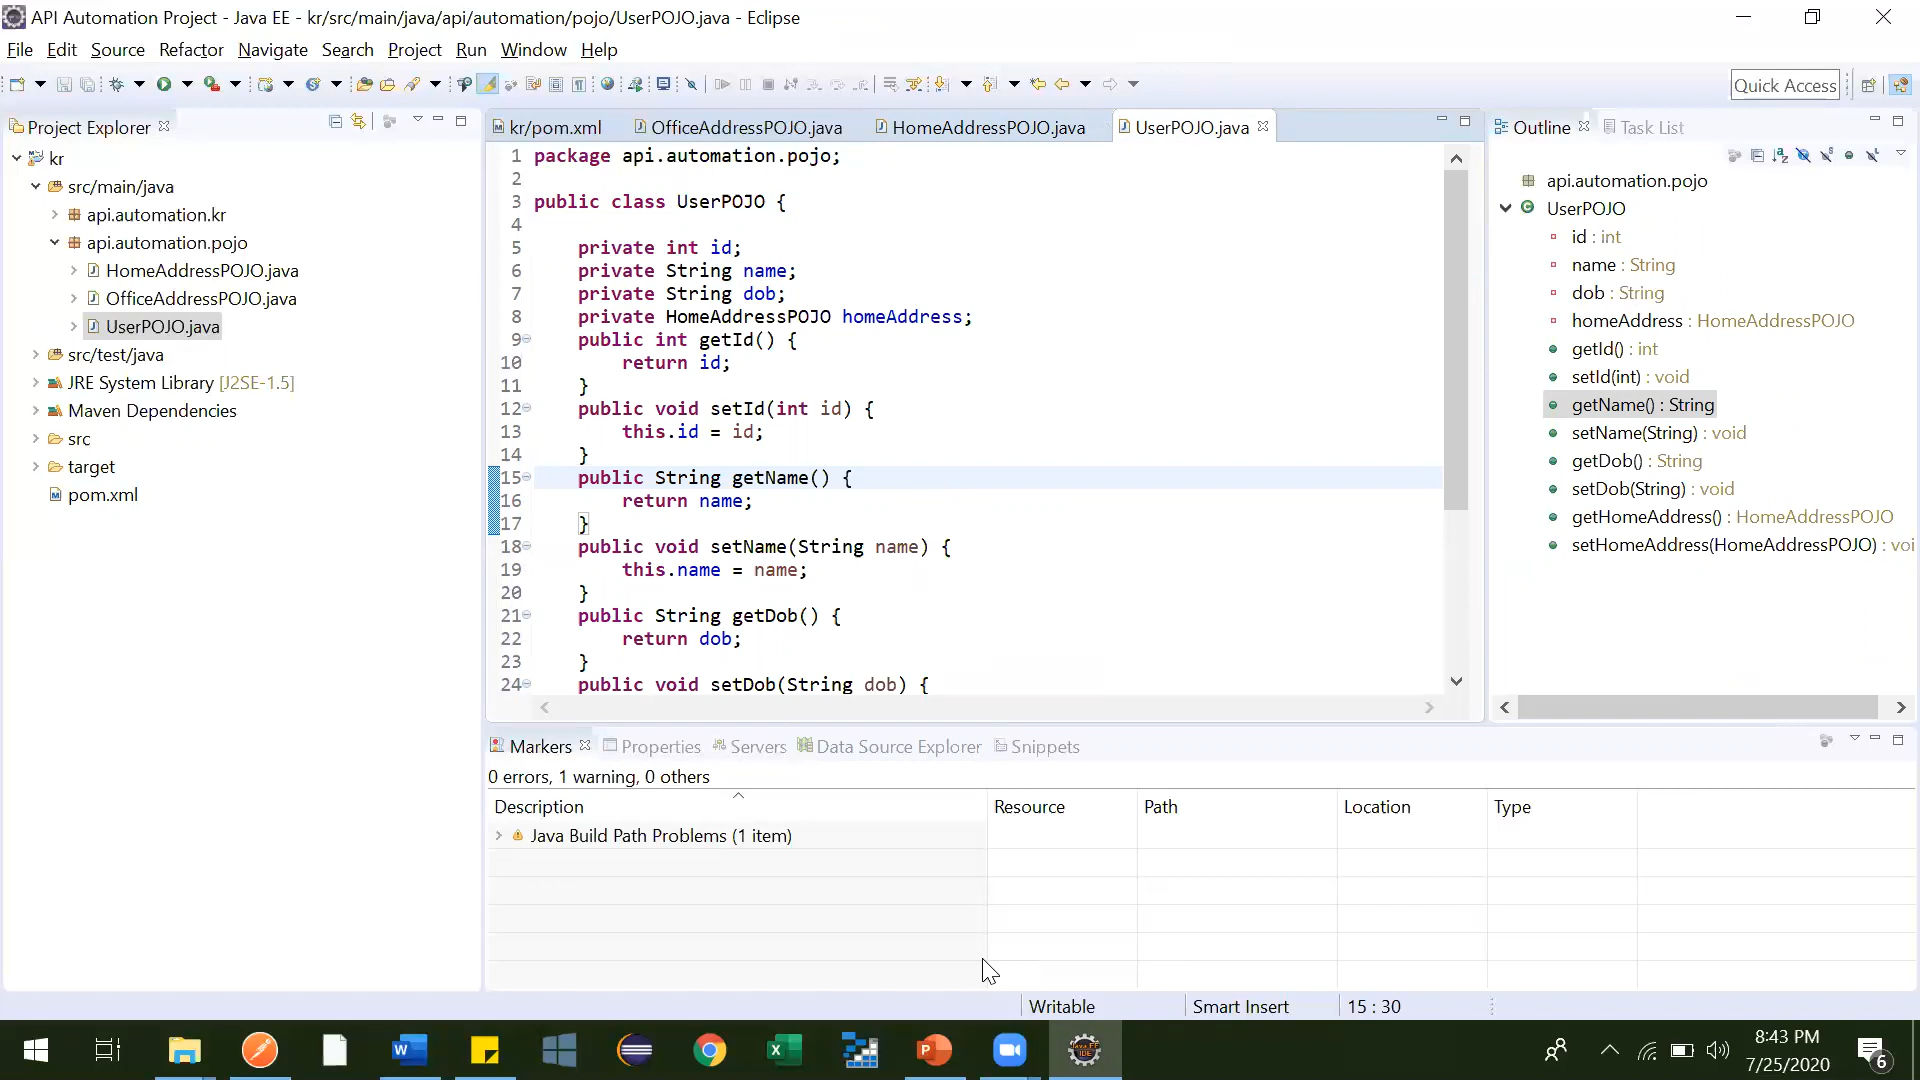 API Automation Project - Java EE - kr/src/main/java/api/automation/pojo/UserPOJO.java - Eclipse
File Edit Source Refactor Navigate Search Project Run Window Help
Quick Access
Project Explorer
kr
src/main/java
api.automation.kr
api.automation.pojo
HomeAddressPOJO.java
OfficeAddressPOJO.java
UserPOJO.java
src/test/java
JRE System Library [J2SE-1.5]
Maven Dependencies
src
target
pom.xml
kr/pom.xml OfficeAddressPOJO.java HomeAddressPOJO.java UserPOJO.java
1 package api.automation.pojo;
2
3 public class UserPOJO {
4
5 private int id;
6 private String name;
7 private String dob;
8 private HomeAddressPOJO homeAddress;
9 public int getId() {
10 return id;
11 }
12 public void setId(int id) {
13 this.id = id;
14 }
15 public String getName() {
16 return name;
17 }
18 public void setName(String name) {
19 this.name = name;
20 }
21 public String getDob() {
22 return dob;
23 }
24 public void setDob(String dob) {
Outline Task List
api.automation.pojo
UserPOJO
id : int
name : String
dob : String
homeAddress : HomeAddressPOJO
getId() : int
setId(int) : void
getName() : String
setName(String) : void
getDob() : String
setDob(String) : void
getHomeAddress() : HomeAddressPOJO
setHomeAddress(HomeAddressPOJO) : voi
Markers Properties Servers Data Source Explorer Snippets
0 errors, 1 warning, 0 others
Description Resource Path Location Type
Java Build Path Problems (1 item)
Writable Smart Insert 15 : 30
8:43 PM
7/25/2020
6